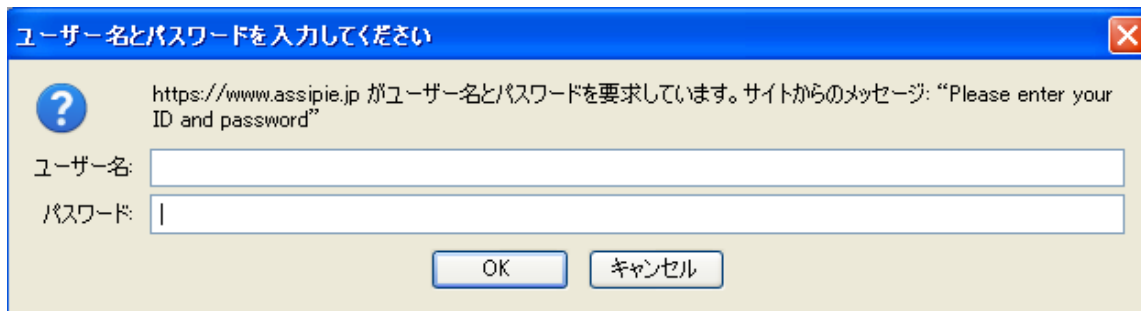 ユーザー名とパスワードを入力してください
https://www.assipie.jp がユーザー名とパスワードを要求しています。サイトからのメッセージ: “Please enter your
ID and password”
ユーザー名:
パスワード:
OK キャンセル